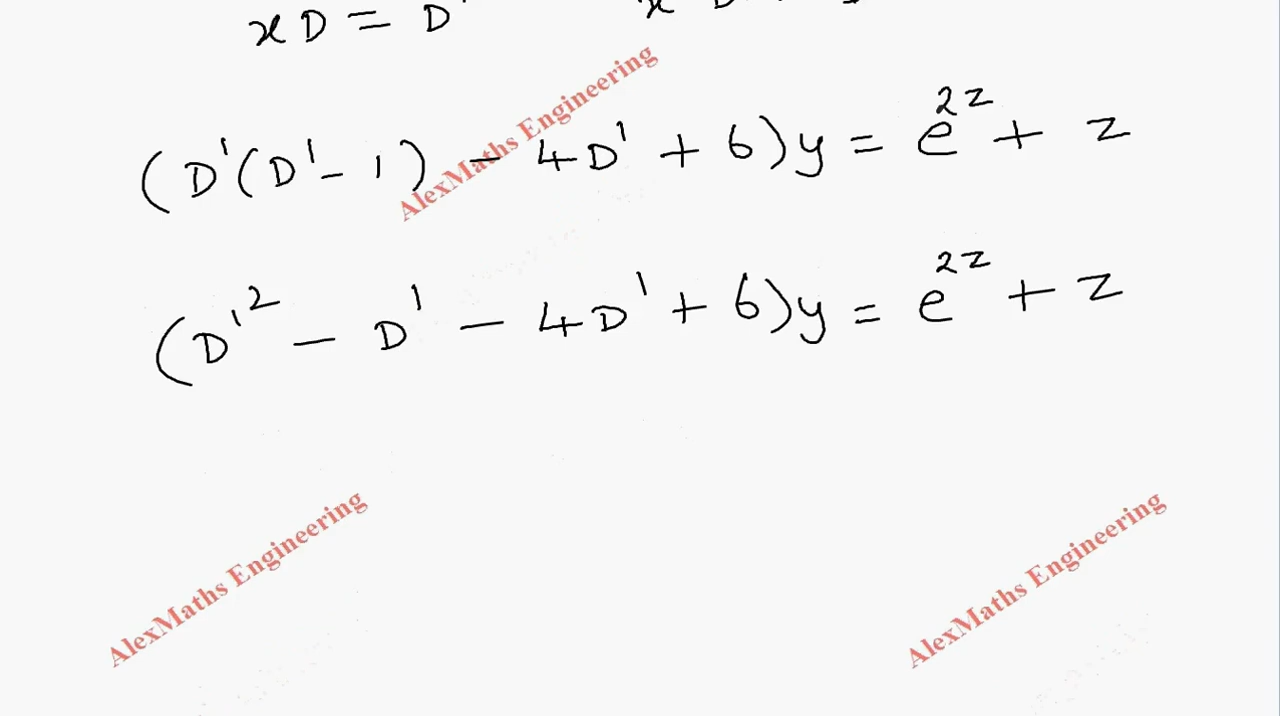 xD = D'
AlexMaths Engineering
(D'(D'-1) - 4D' + 6)y = e^{2z} + z
(D'^2 - D' - 4D' + 6)y = e^{2z} + z
AlexMaths Engineering
AlexMaths Engineering